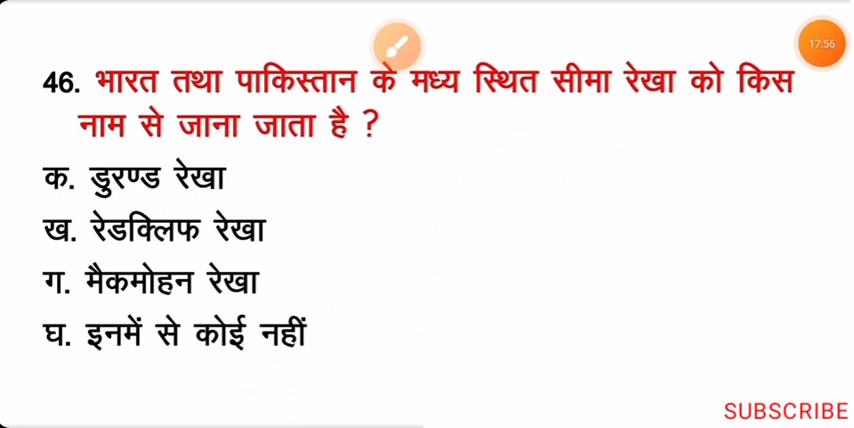 17:56
46. भारत तथा पाकिस्तान के मध्य स्थित सीमा रेखा को किस
नाम से जाना जाता है ?
क. डुरण्ड रेखा
ख. रेडक्लिफ रेखा
ग. मैकमोहन रेखा
घ. इनमें से कोई नहीं
SUBSCRIBE